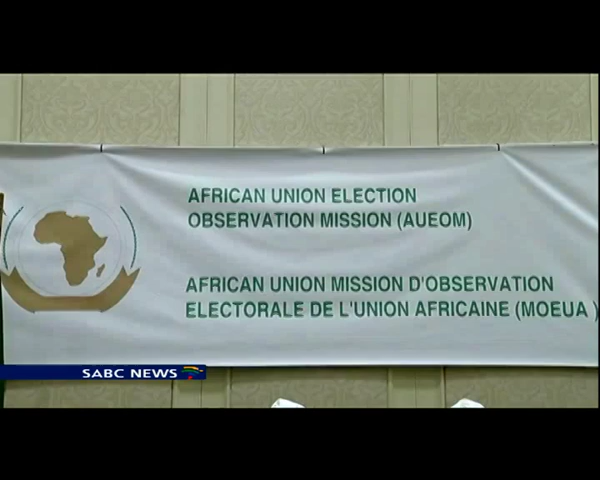 AFRICAN UNION ELECTION
OBSERVATION MISSION (AUEOM)
AFRICAN UNION MISSION D'OBSERVATION
ELECTORALE DE L'UNION AFRICAINE (MOEUA )
SABC NEWS